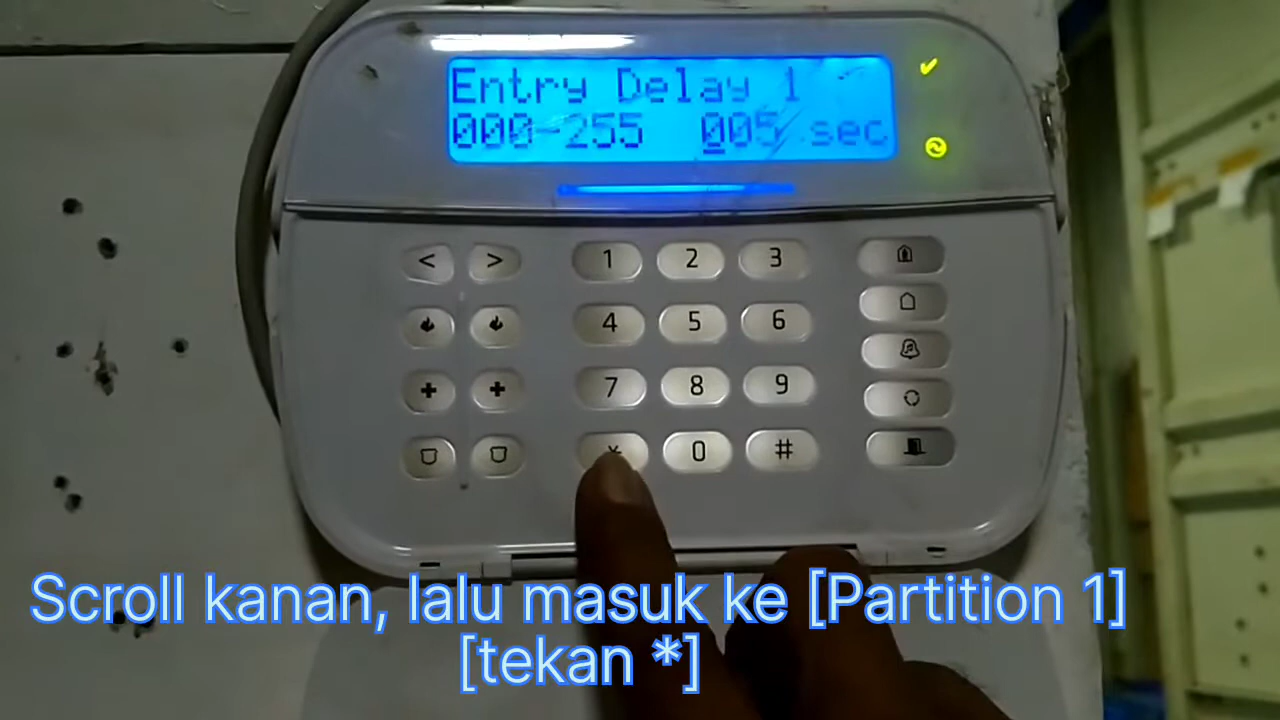 Entry Delay 1
000-255 005 sec
< > 1 2 3
4 5 6
7 8 9
* 0 #
Scroll kanan, lalu masuk ke [Partition 1]
[tekan *]